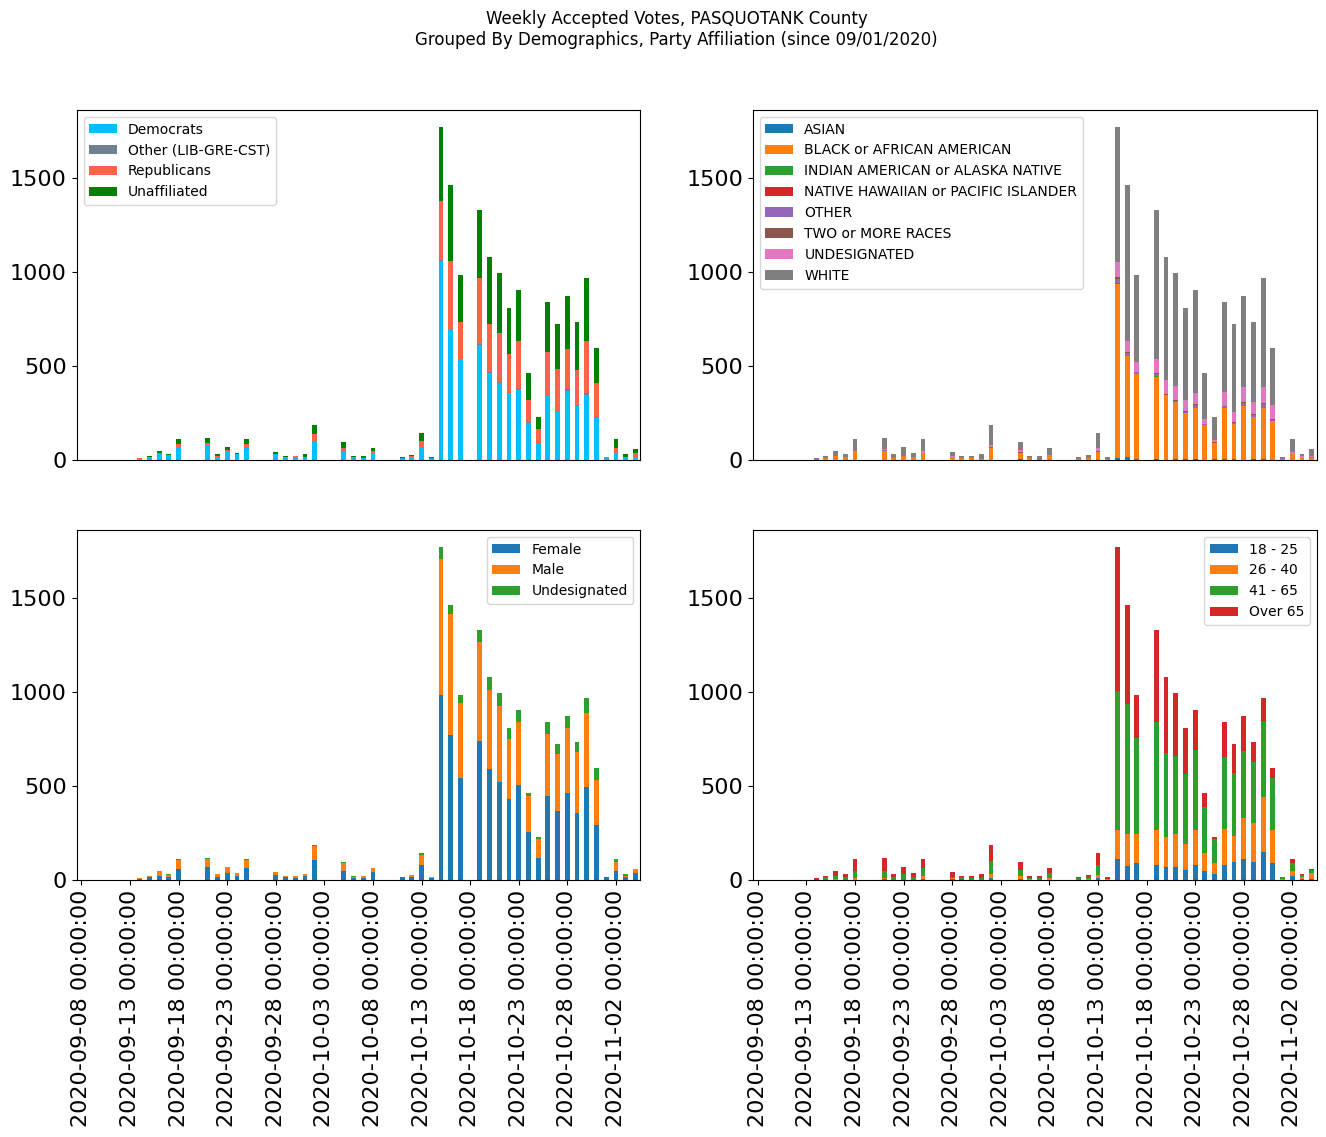 Weekly Accepted Votes, PASQUOTANK County
Grouped By Demographics, Party Affiliation (since 09/01/2020)
Democrats
Other (LIB-GRE-CST)
Republicans
Unaffiliated
1500
1000
500
0
ASIAN
BLACK or AFRICAN AMERICAN
INDIAN AMERICAN or ALASKA NATIVE
NATIVE HAWAIIAN or PACIFIC ISLANDER
OTHER
TWO or MORE RACES
UNDESIGNATED
WHITE
1500
1000
500
0
Female
Male
Undesignated
1500
1000
500
0
2020-09-08 00:00:00
2020-09-13 00:00:00
2020-09-18 00:00:00
2020-09-23 00:00:00
2020-09-28 00:00:00
2020-10-03 00:00:00
2020-10-08 00:00:00
2020-10-13 00:00:00
2020-10-18 00:00:00
2020-10-23 00:00:00
2020-10-28 00:00:00
2020-11-02 00:00:00
18 - 25
26 - 40
41 - 65
Over 65
1500
1000
500
0
2020-09-08 00:00:00
2020-09-13 00:00:00
2020-09-18 00:00:00
2020-09-23 00:00:00
2020-09-28 00:00:00
2020-10-03 00:00:00
2020-10-08 00:00:00
2020-10-13 00:00:00
2020-10-18 00:00:00
2020-10-23 00:00:00
2020-10-28 00:00:00
2020-11-02 00:00:00